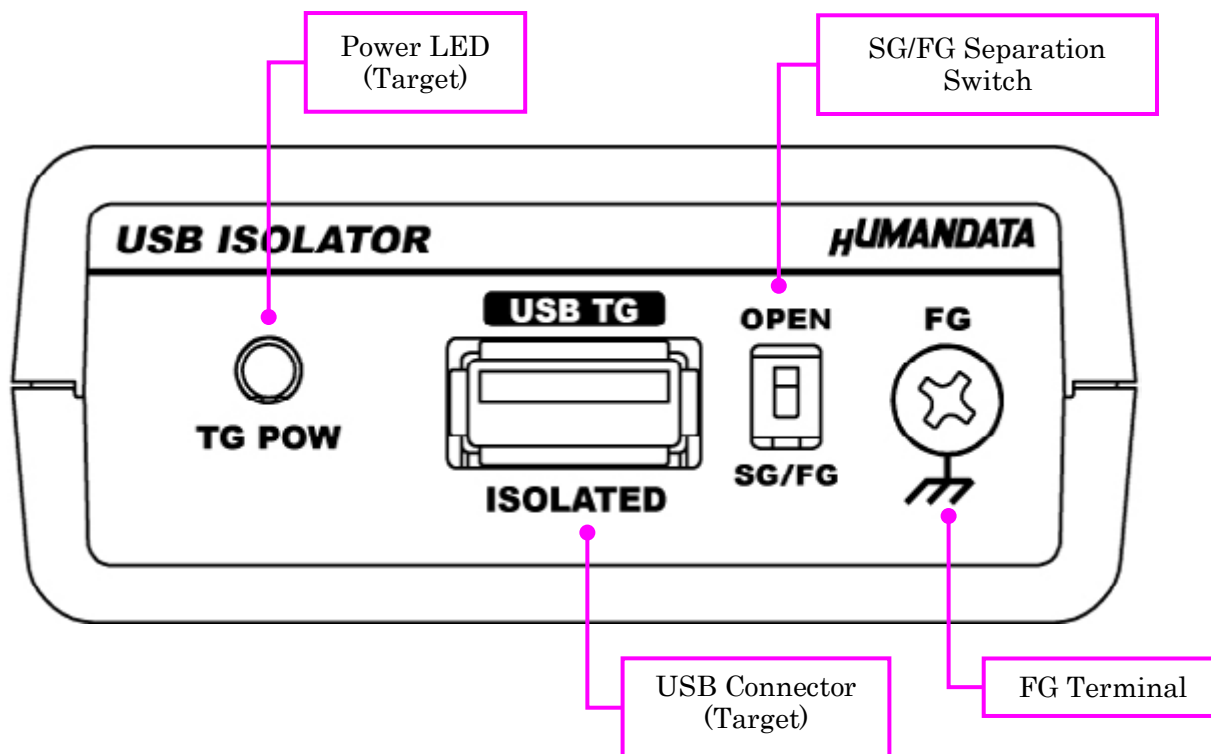 Power LED
(Target)
SG/FG Separation
Switch
USB ISOLATOR
HUMANDATA
USB TG
OPEN
FG
TG POW
SG/FG
ISOLATED
USB Connector
(Target)
FG Terminal